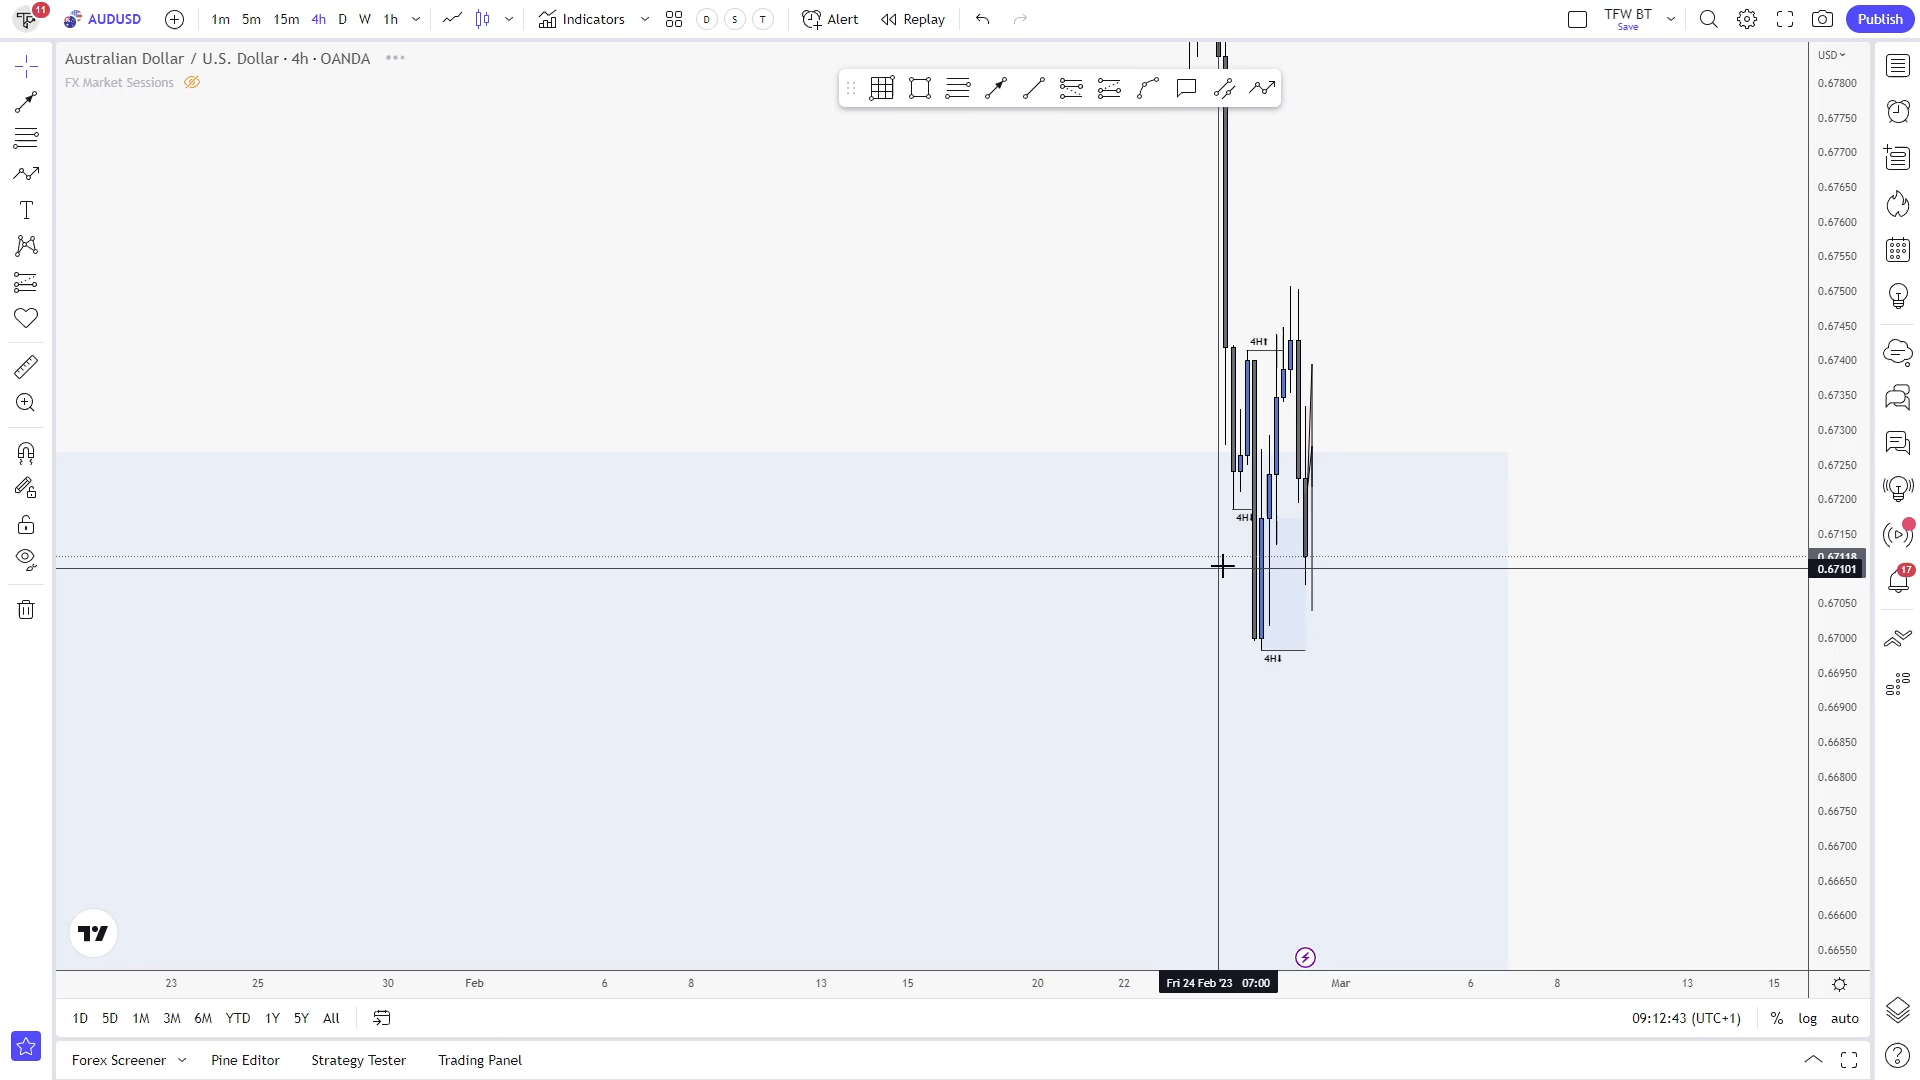 11
AUDUSD
1m
5m
15m
4h
D
W
1h
Indicators
D
S
T
Alert
Replay
TFW BT
Save
Publish
Australian Dollar / U.S. Dollar · 4h · OANDA
FX Market Sessions
USD
0.67800
0.67750
0.67700
0.67650
0.67600
0.67550
0.67500
0.67450
0.67400
0.67350
0.67300
0.67250
0.67200
0.67150
0.67118
0.67101
0.67050
0.67000
0.66950
0.66900
0.66850
0.66800
0.66750
0.66700
0.66650
0.66600
0.66550
4H⬆
4H⬇
4H⬇
17
23
25
30
Feb
6
8
13
15
20
22
Fri 24 Feb '23 07:00
Mar
6
8
13
15
1D
5D
1M
3M
6M
YTD
1Y
5Y
All
09:12:43 (UTC+1)
%
log
auto
Forex Screener
Pine Editor
Strategy Tester
Trading Panel